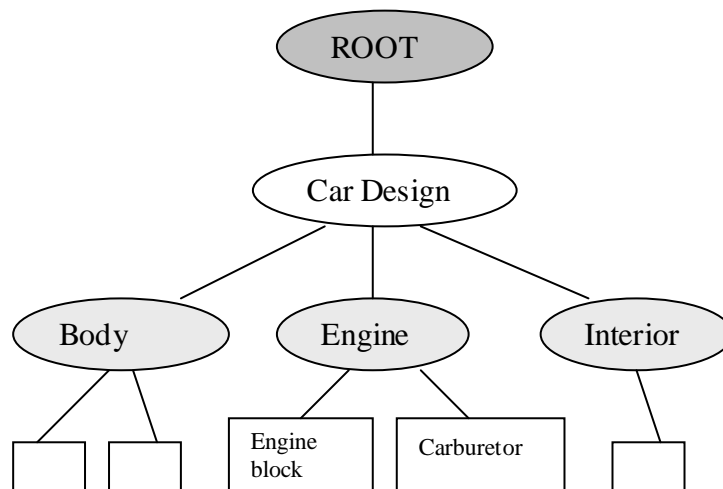 ROOT
Car Design
Body
Engine
Interior
Engine
block
Carburetor